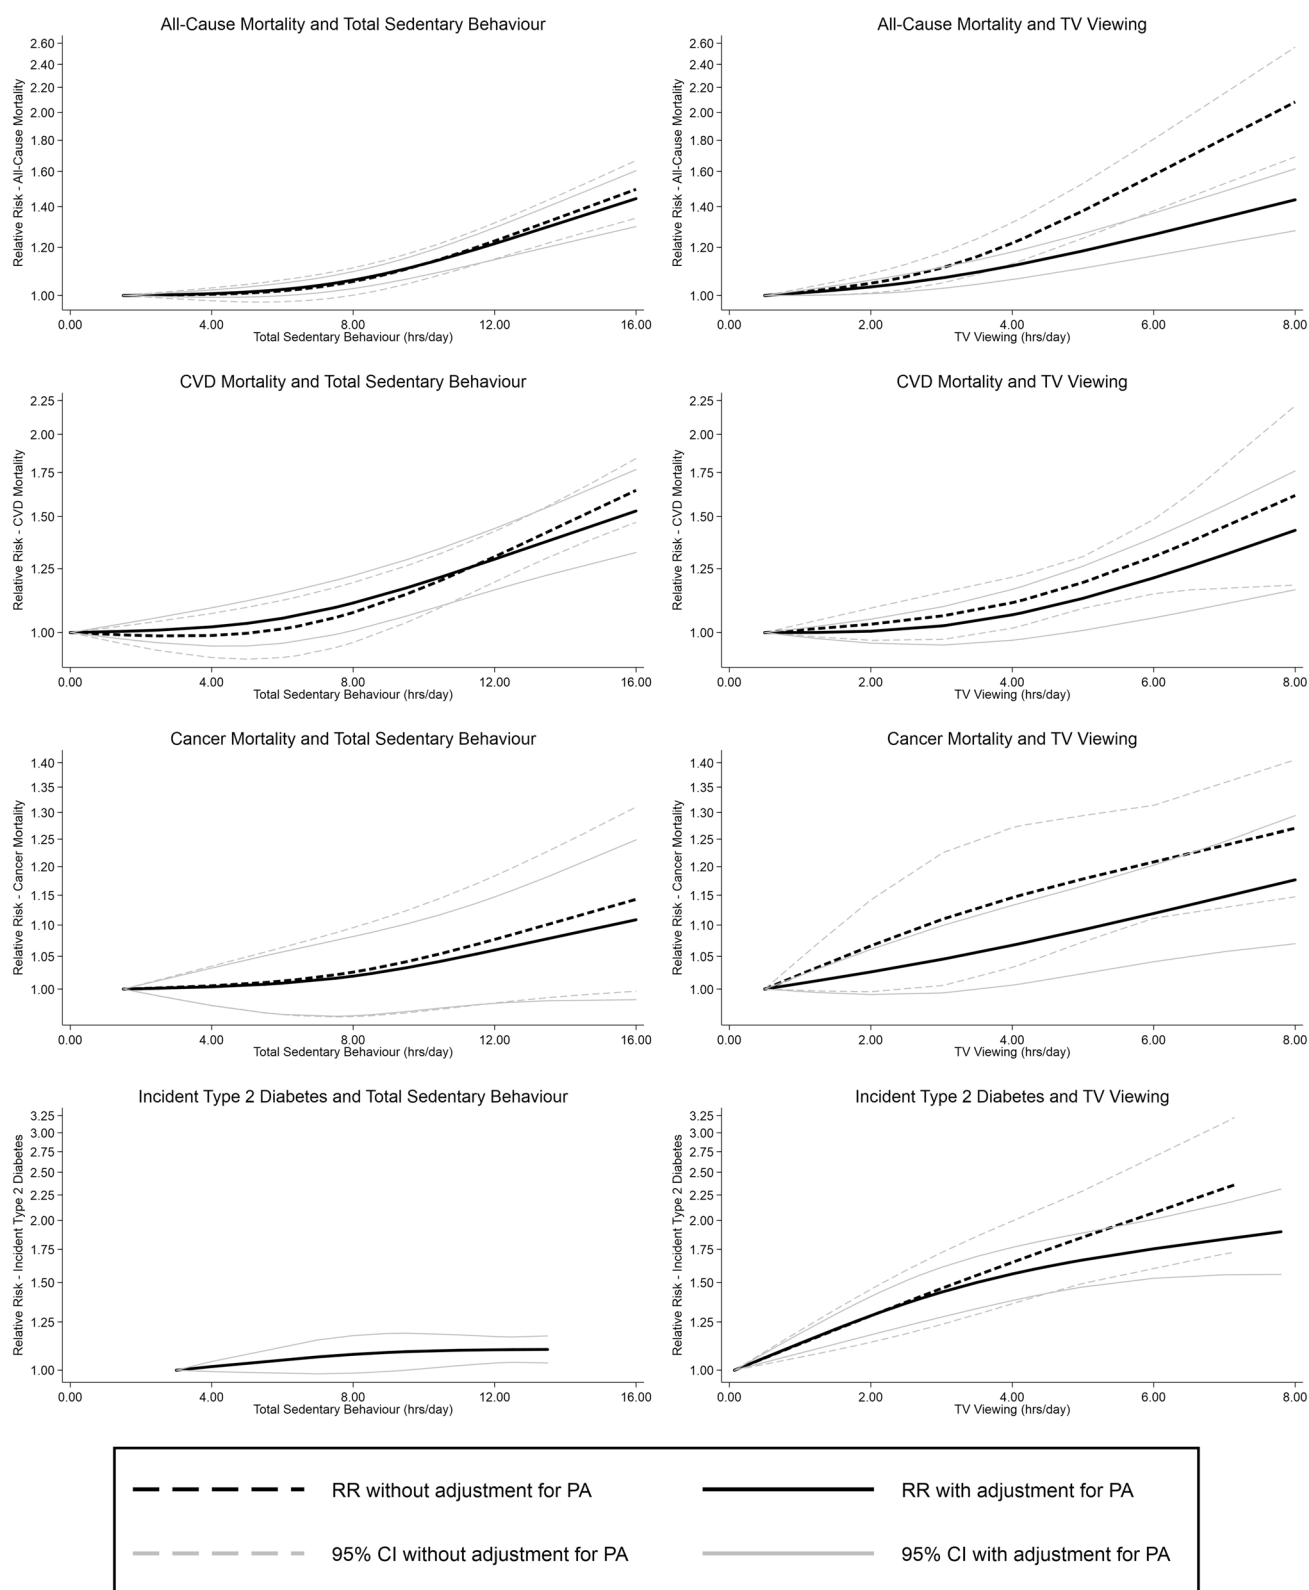 All-Cause Mortality and Total Sedentary Behaviour
Relative Risk - All-Cause Mortality
2.60
2.40
2.20
2.00
1.80
1.60
1.40
1.20
1.00
0.00 4.00 8.00 12.00 16.00
Total Sedentary Behaviour (hrs/day)
All-Cause Mortality and TV Viewing
Relative Risk - All-Cause Mortality
2.60
2.40
2.20
2.00
1.80
1.60
1.40
1.20
1.00
0.00 2.00 4.00 6.00 8.00
TV Viewing (hrs/day)
CVD Mortality and Total Sedentary Behaviour
Relative Risk - CVD Mortality
2.25
2.00
1.75
1.50
1.25
1.00
0.00 4.00 8.00 12.00 16.00
Total Sedentary Behaviour (hrs/day)
CVD Mortality and TV Viewing
Relative Risk - CVD Mortality
2.25
2.00
1.75
1.50
1.25
1.00
0.00 2.00 4.00 6.00 8.00
TV Viewing (hrs/day)
Cancer Mortality and Total Sedentary Behaviour
Relative Risk - Cancer Mortality
1.40
1.35
1.30
1.25
1.20
1.15
1.10
1.05
1.00
0.00 4.00 8.00 12.00 16.00
Total Sedentary Behaviour (hrs/day)
Cancer Mortality and TV Viewing
Relative Risk - Cancer Mortality
1.40
1.35
1.30
1.25
1.20
1.15
1.10
1.05
1.00
0.00 2.00 4.00 6.00 8.00
TV Viewing (hrs/day)
Incident Type 2 Diabetes and Total Sedentary Behaviour
Relative Risk - Incident Type 2 Diabetes
3.25
3.00
2.75
2.50
2.25
2.00
1.75
1.50
1.25
1.00
0.00 4.00 8.00 12.00 16.00
Total Sedentary Behaviour (hrs/day)
Incident Type 2 Diabetes and TV Viewing
Relative Risk - Incident Type 2 Diabetes
3.25
3.00
2.75
2.50
2.25
2.00
1.75
1.50
1.25
1.00
0.00 2.00 4.00 6.00 8.00
TV Viewing (hrs/day)
RR without adjustment for PA
RR with adjustment for PA
95% CI without adjustment for PA
95% CI with adjustment for PA